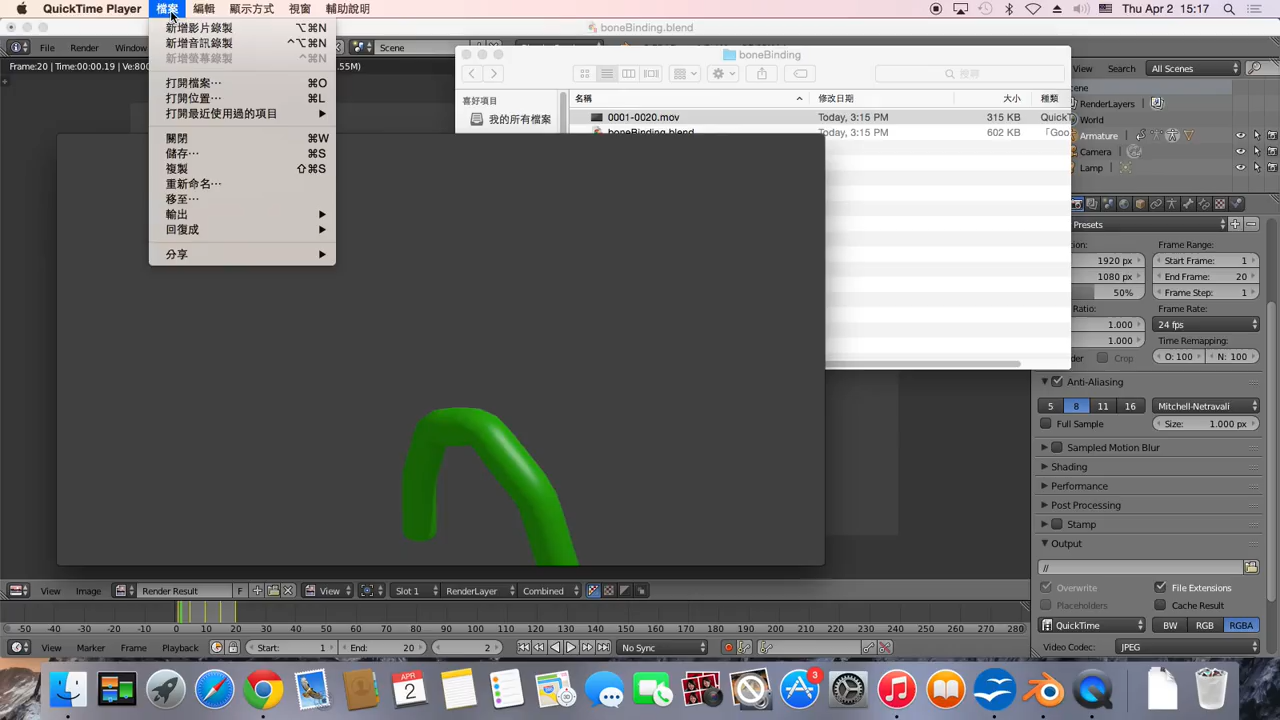 QuickTime Player 檔案 編輯 顯示方式 視窗 輔助說明 Thu Apr 2 15:17
boneBinding.blend
File Render Window Scene View Search All Scenes
Frame:20 | Time:00:00.19 |
新增影片錄製 ⌥⌘N
新增音訊錄製 ^⌥⌘N
新增螢幕錄製 ^⌘N
打開檔案⋯ ⌘O
打開位置⋯ ⌘L
打開最近使用過的項目
關閉 ⌘W
儲存⋯ ⌘S
複製 ⇧⌘S
重新命名⋯
移至⋯
輸出
回復成
分享
boneBinding
搜尋
喜好項目
我的所有檔案
名稱 修改日期 大小 種類
0001-0020.mov Today, 3:15 PM 315 KB QuickT
boneBinding.blend Today, 3:15 PM 602 KB 「Goo
cene
RenderLayers
World
Armature
Camera
Lamp
Presets
Frame Range:
1920 px Start Frame: 1
1080 px End Frame: 20
50% Frame Step: 1
Ratio: Frame Rate:
1.000 24 fps
1.000 Time Remapping:
Crop O: 100 N: 100
Anti-Aliasing
5 8 11 16 Mitchell-Netravali
Full Sample Size: 1.000 px
Sampled Motion Blur
Shading
Performance
Post Processing
Stamp
Output
//
Overwrite File Extensions
Placeholders Cache Result
QuickTime BW RGB RGBA
Video Codec: JPEG
View Image Render Result F View Slot 1 RenderLayer Combined
-50 -40 -30 -20 -10 0 10 20 30 40 50 60 70 80 90 100 110 120 130 140 150 160 170 180 190 200 210 220 230 240 250 260 270 280
View Marker Frame Playback Start: 1 End: 20 2 No Sync
APR
2
3